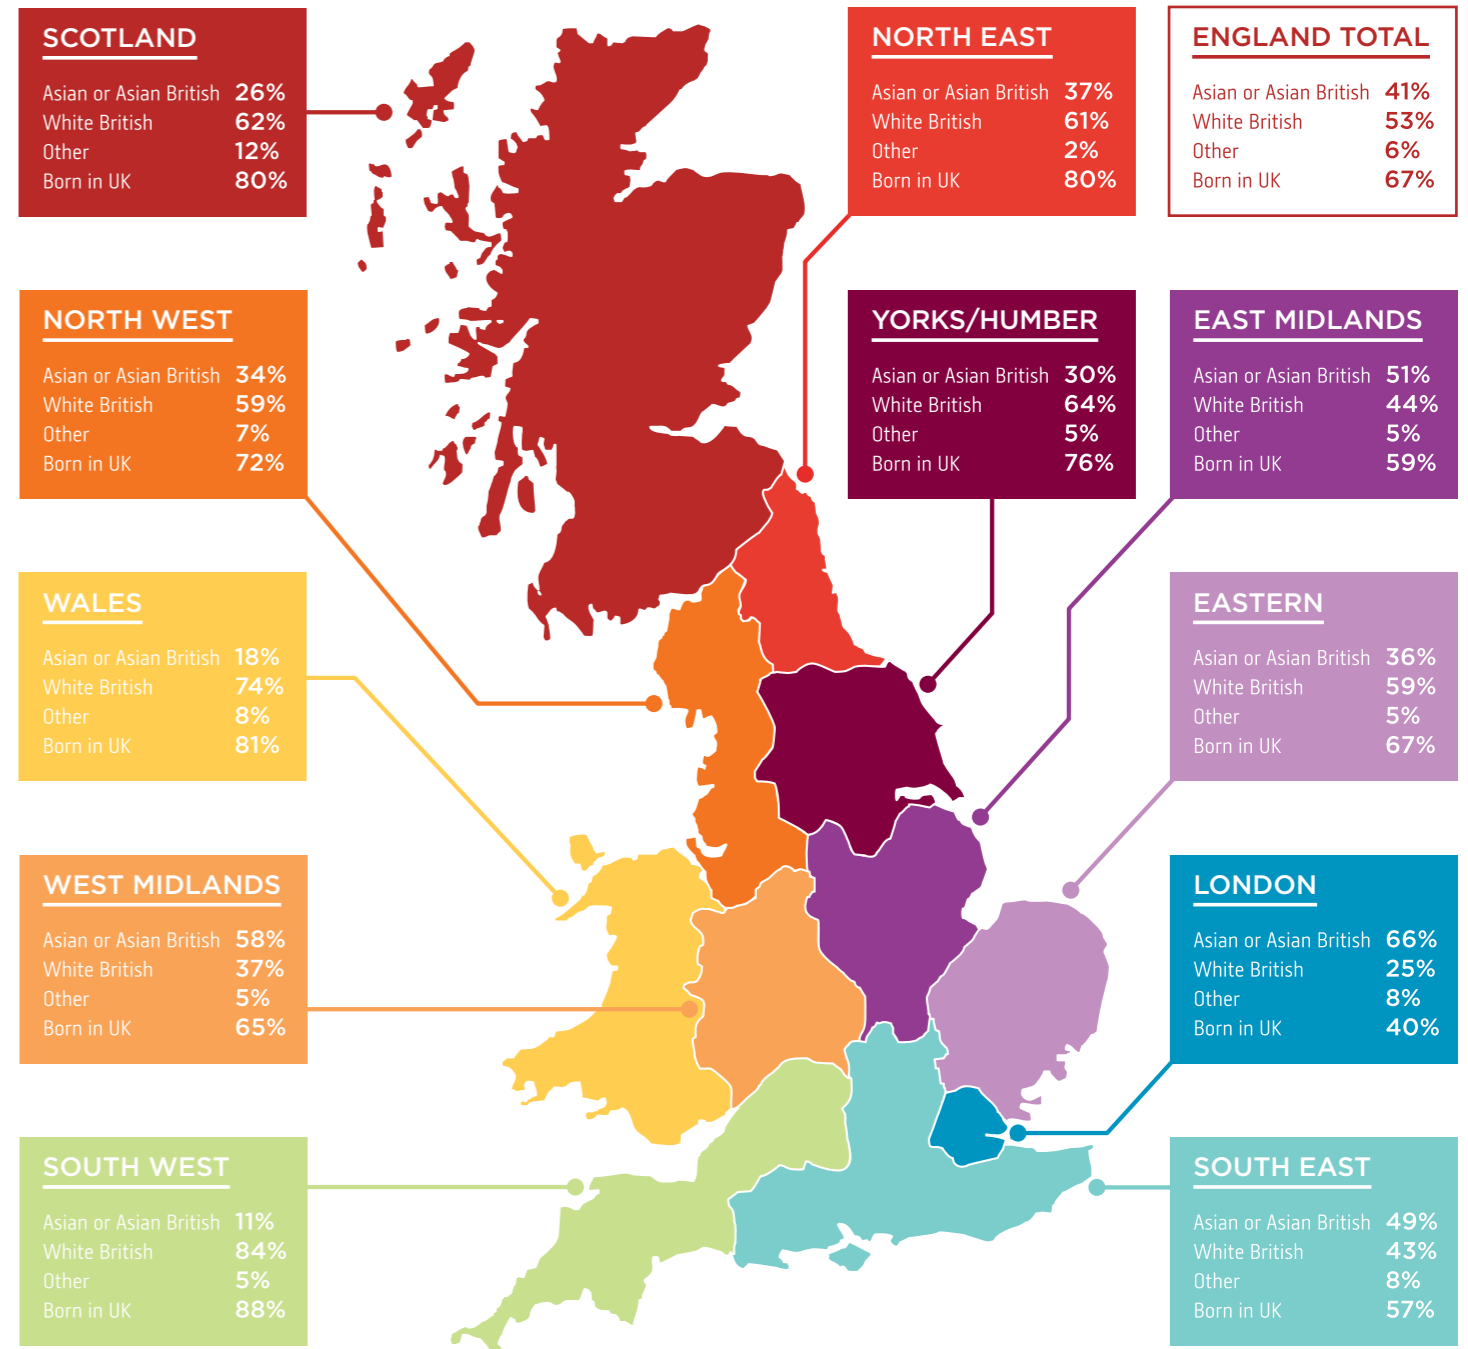 SCOTLAND
Asian or Asian British 26%
White British 62%
Other 12%
Born in UK 80%
NORTH EAST
Asian or Asian British 37%
White British 61%
Other 2%
Born in UK 80%
ENGLAND TOTAL
Asian or Asian British 41%
White British 53%
Other 6%
Born in UK 67%
NORTH WEST
Asian or Asian British 34%
White British 59%
Other 7%
Born in UK 72%
YORKS/HUMBER
Asian or Asian British 30%
White British 64%
Other 5%
Born in UK 76%
EAST MIDLANDS
Asian or Asian British 51%
White British 44%
Other 5%
Born in UK 59%
WALES
Asian or Asian British 18%
White British 74%
Other 8%
Born in UK 81%
EASTERN
Asian or Asian British 36%
White British 59%
Other 5%
Born in UK 67%
WEST MIDLANDS
Asian or Asian British 58%
White British 37%
Other 5%
Born in UK 65%
LONDON
Asian or Asian British 66%
White British 25%
Other 8%
Born in UK 40%
SOUTH WEST
Asian or Asian British 11%
White British 84%
Other 5%
Born in UK 88%
SOUTH EAST
Asian or Asian British 49%
White British 43%
Other 8%
Born in UK 57%